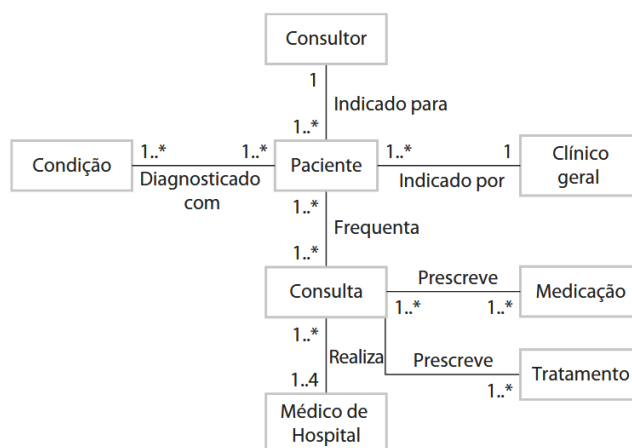 Consultor
1
Indicado para
1..*
Condição
1..*
Diagnosticado
com
1..*
Paciente
1..*
Indicado por
1
Clínico
geral
1..*
Frequenta
1..*
Consulta
Prescreve
1..*
1..*
Medicação
1..*
Realiza
Prescreve
1..*
Tratamento
1..4
Médico de
Hospital